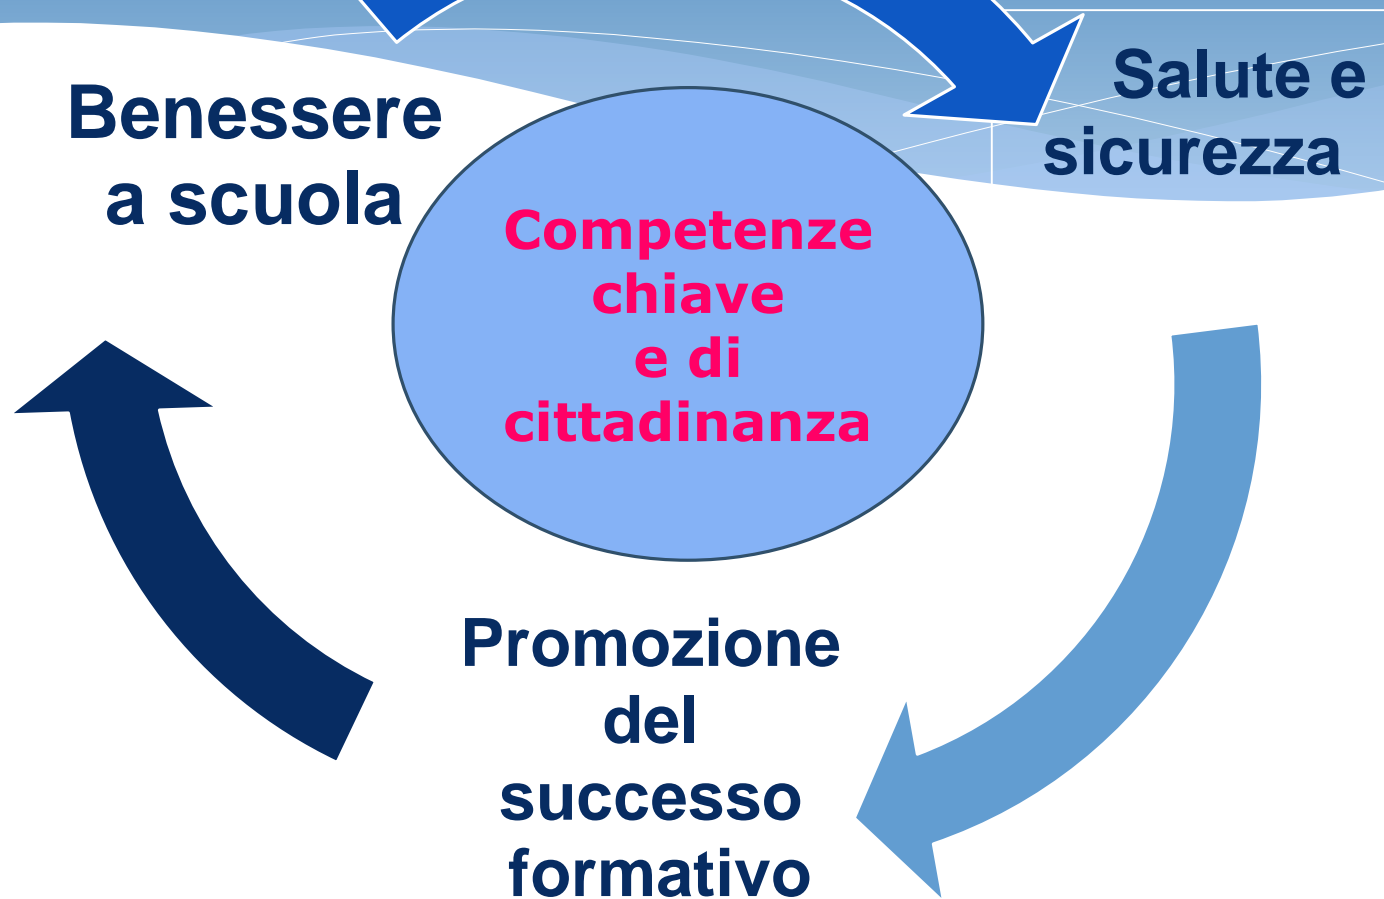 Benessere
a scuola
Salute e
sicurezza
Competenze
chiave
e di
cittadinanza
Promozione
del
successo
formativo